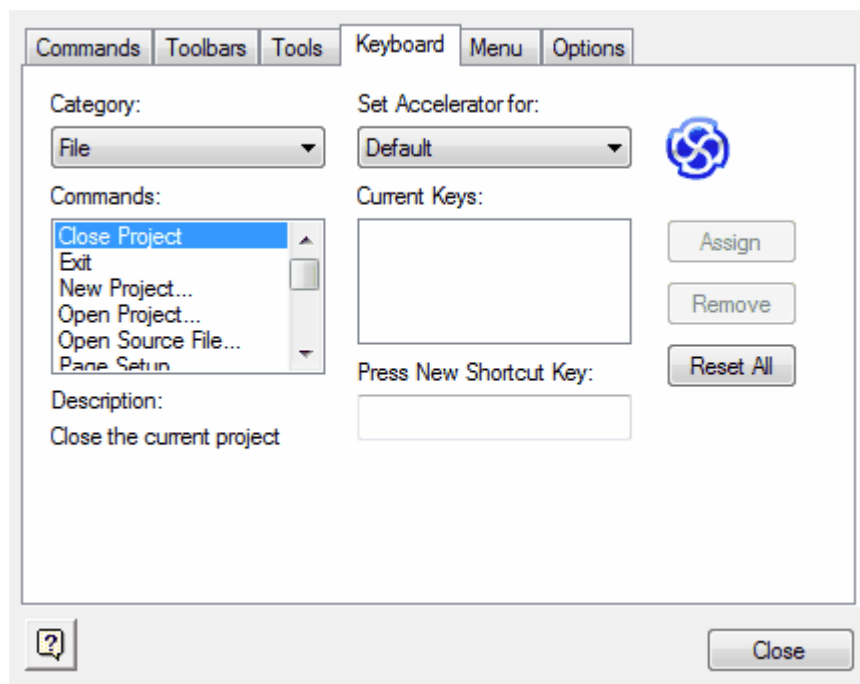 Commands Toolbars Tools Keyboard Menu Options
Category:
File
Commands:
Close Project
Exit
New Project...
Open Project...
Open Source File...
Page Setup
Description:
Close the current project
Set Accelerator for:
Default
Current Keys:
Press New Shortcut Key:
Assign
Remove
Reset All
Close